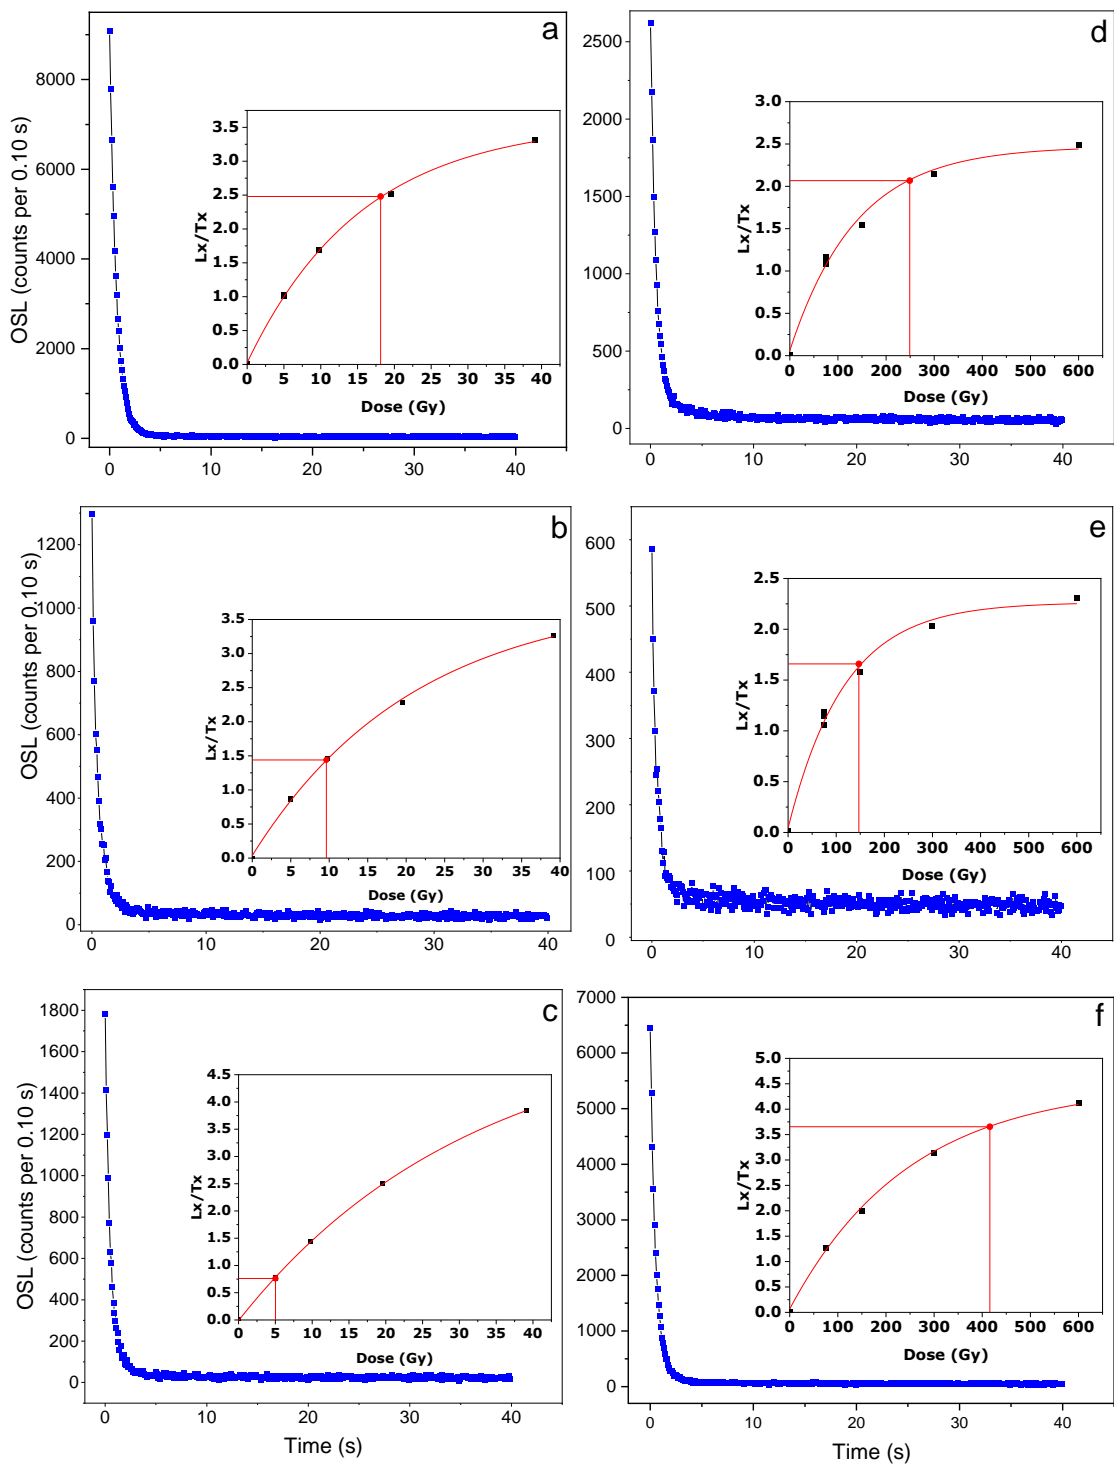 a
OSL (counts per 0.10 s)
8000
6000
4000
2000
0
0 10 20 30 40
Lx/Tx
3.5
3.0
2.5
2.0
1.5
1.0
0.5
0.0
0 5 10 15 20 25 30 35 40
Dose (Gy)
d
2500
2000
1500
1000
500
0
0 10 20 30 40
Lx/Tx
3.0
2.5
2.0
1.5
1.0
0.5
0.0
0 100 200 300 400 500 600
Dose (Gy)
b
OSL (counts per 0.10 s)
1200
1000
800
600
400
200
0
0 10 20 30 40
Lx/Tx
3.5
3.0
2.5
3.5
1.5
1.0
0.5
0.0
0 5 10 15 20 25 30 35 40
Dose (Gy)
e
600
500
400
300
200
100
0
0 10 20 30 40
Lx/Tx
2.5
2.0
1.5
1.0
0.5
0.0
0 100 200 300 400 500 600
Dose (Gy)
c
OSL (counts per 0.10 s)
1800
1600
1400
1200
1000
800
600
400
200
0
0 10 20 30 40
Time (s)
Lx/Tx
4.5
4.0
3.5
3.0
2.5
2.0
1.5
1.0
0.5
0.0
0 5 10 15 20 25 30 35 40
Dose (Gy)
f
7000
6000
5000
4000
3000
2000
1000
0
0 10 20 30 40
Time (s)
Lx/Tx
5.0
4.5
4.0
3.5
3.0
2.5
2.0
1.5
1.0
0.5
0.0
0 100 200 300 400 500 600
Dose (Gy)